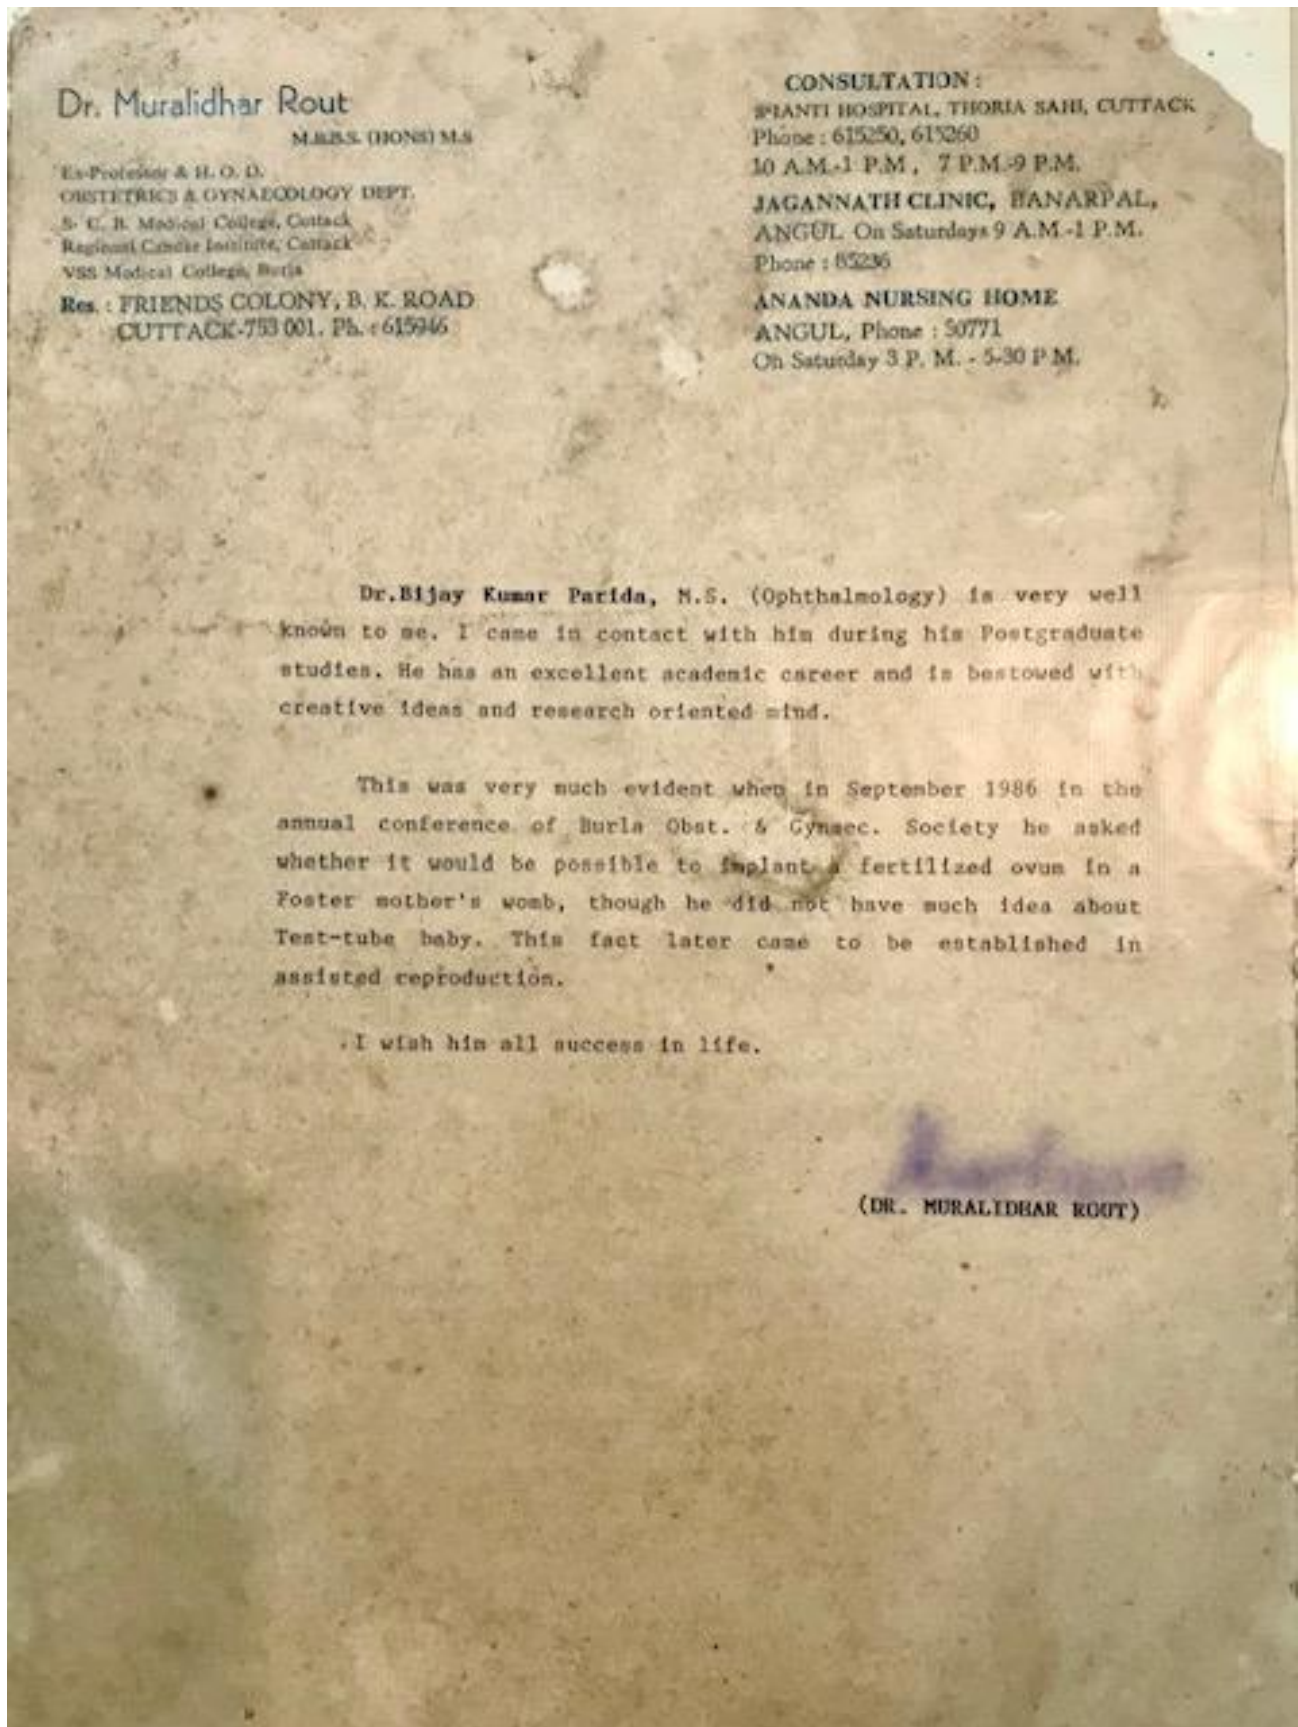 Dr. Muralidhar Rout
M.B.B.S. (HONS) M.S
Ex-Professor & H. O. D.
OBSTETRICS & GYNAECOLOGY DEPT.
S. C. B. Medical College, Cuttack
Regional Cancer Institute, Cuttack
VSS Medical College, Burla
Res. : FRIENDS COLONY, B. K. ROAD
CUTTACK-753 001. Ph. : 615946
CONSULTATION :
SHANTI HOSPITAL, THORIA SAHI, CUTTACK
Phone : 615250, 615260
10 A.M.-1 P.M , 7 P.M.-9 P.M.
JAGANNATH CLINIC, BANARPAL,
ANGUL On Saturdays 9 A.M.-1 P.M.
Phone : 85236
ANANDA NURSING HOME
ANGUL, Phone : 50771
On Saturday 3 P. M. - 5-30 P M.
Dr.Bijay Kumar Parida, M.S. (Ophthalmology) is very well
known to me. I came in contact with him during his Postgraduate
studies. He has an excellent academic career and is bestowed with
creative ideas and research oriented mind.
This was very much evident when in September 1986 in the
annual conference of Burla Obst. & Gynaec. Society he asked
whether it would be possible to implant a fertilized ovum in a
Foster mother's womb, though he did not have much idea about
Test-tube baby. This fact later came to be established in
assisted reproduction.
I wish him all success in life.
(DR. MURALIDHAR ROUT)